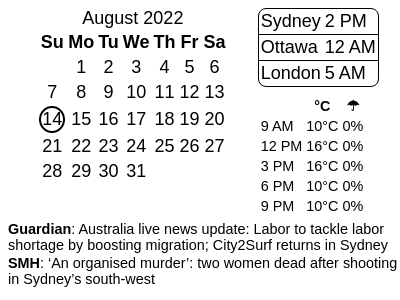 August 2022
Su Mo Tu We Th Fr Sa
1 2 3 4 5 6
7 8 9 10 11 12 13
14 15 16 17 18 19 20
21 22 23 24 25 26 27
28 29 30 31
Sydney 2 PM
Ottawa 12 AM
London 5 AM
°C ☂
9 AM 10°C 0%
12 PM 16°C 0%
3 PM 16°C 0%
6 PM 10°C 0%
9 PM 10°C 0%
Guardian: Australia live news update: Labor to tackle labor
shortage by boosting migration; City2Surf returns in Sydney
SMH: ‘An organised murder’: two women dead after shooting
in Sydney’s south-west